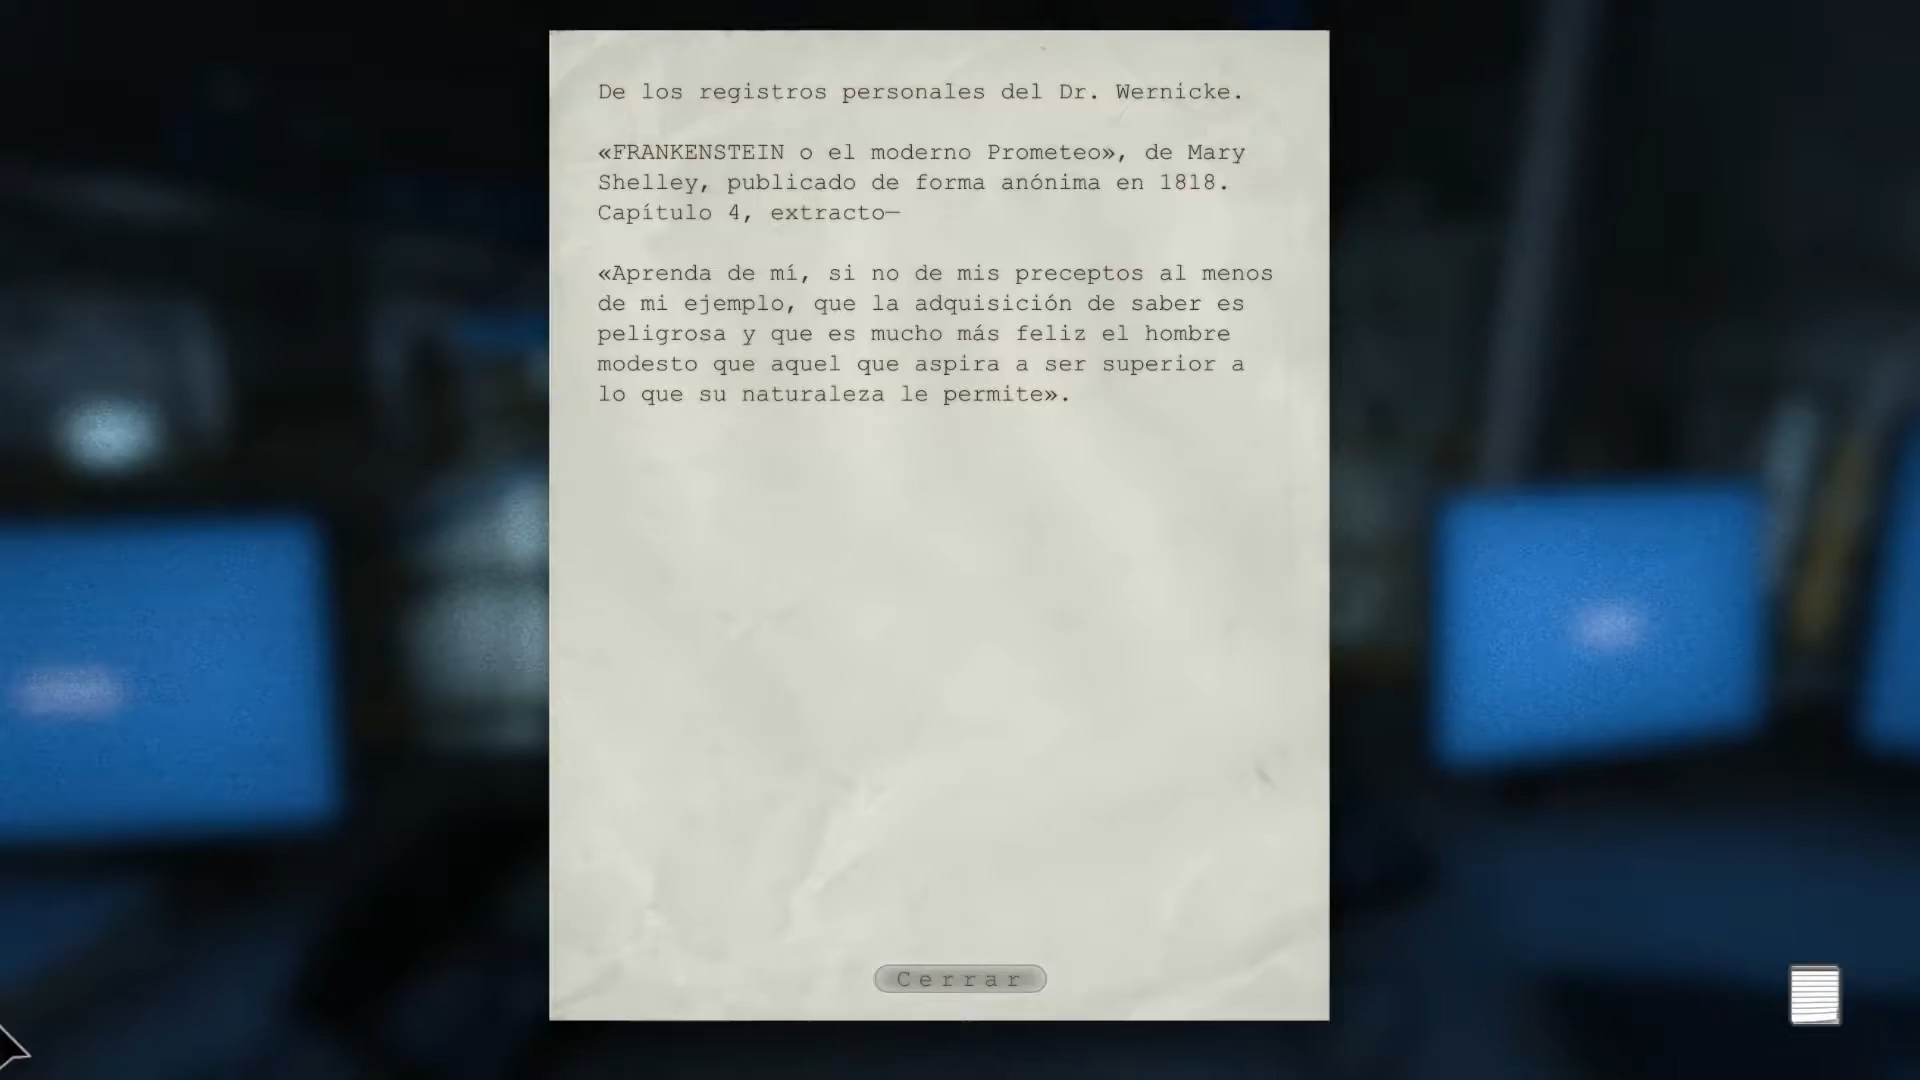 De los registros personales del Dr. Wernicke.
«FRANKENSTEIN o el moderno Prometeo», de Mary
Shelley, publicado de forma anónima en 1818.
Capítulo 4, extracto—
«Aprenda de mí, si no de mis preceptos al menos
de mi ejemplo, que la adquisición de saber es
peligrosa y que es mucho más feliz el hombre
modesto que aquel que aspira a ser superior a
lo que su naturaleza le permite».
Cerrar